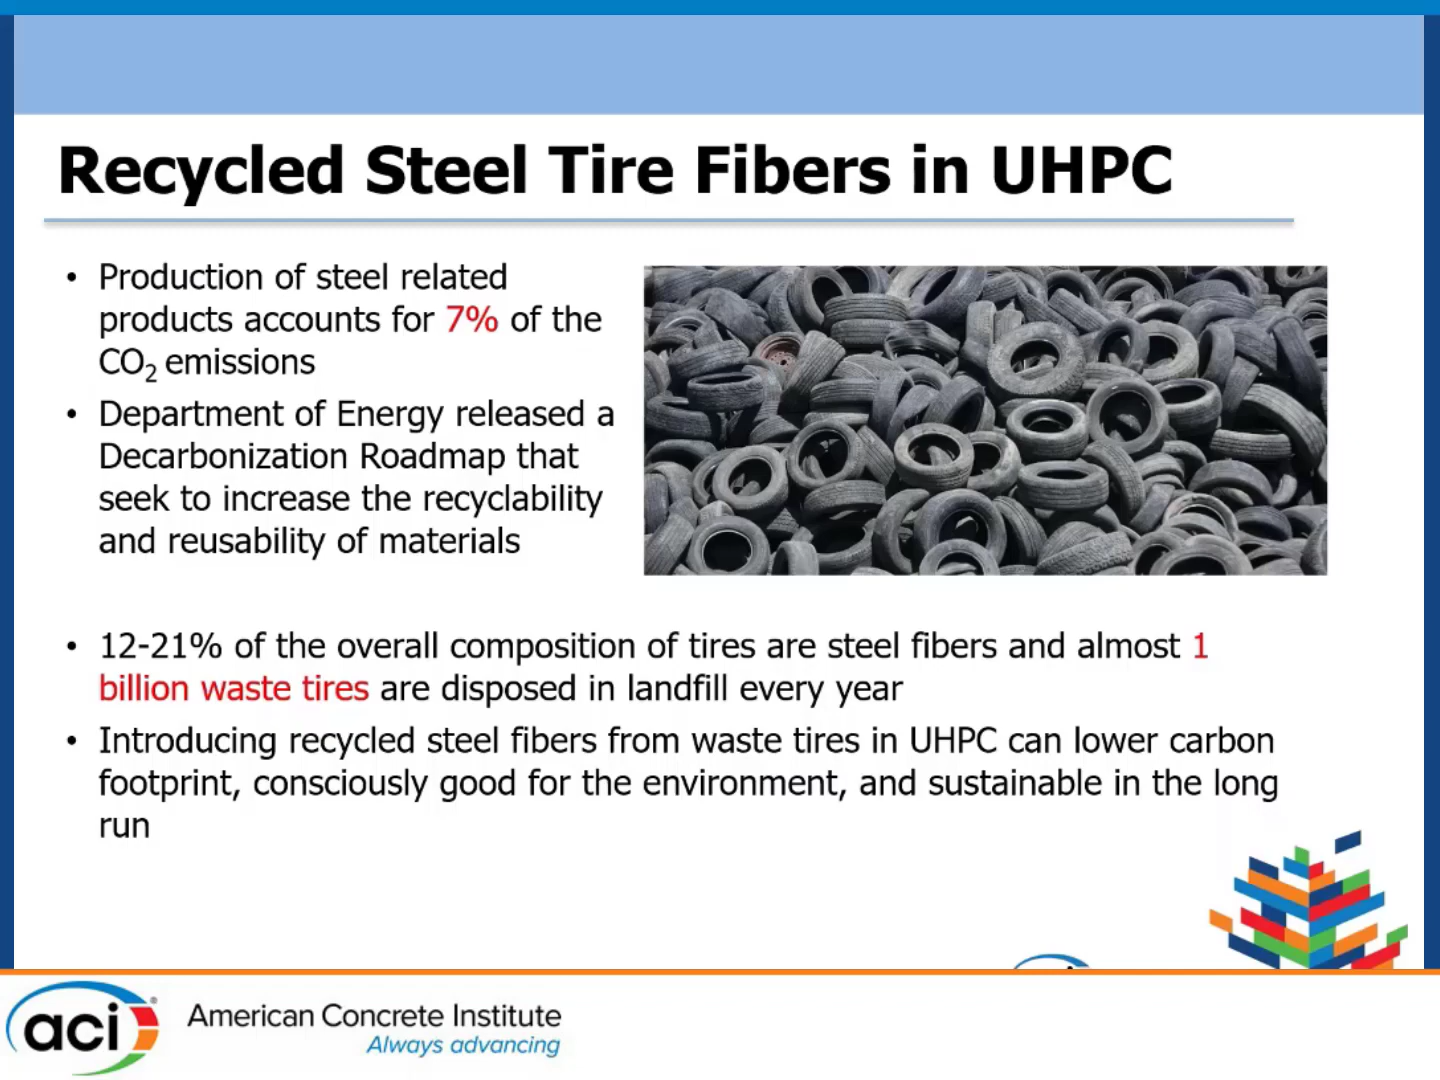 Recycled Steel Tire Fibers in UHPC
• Production of steel related
products accounts for 7% of the
CO₂ emissions
• Department of Energy released a
Decarbonization Roadmap that
seek to increase the recyclability
and reusability of materials
• 12-21% of the overall composition of tires are steel fibers and almost 1
billion waste tires are disposed in landfill every year
• Introducing recycled steel fibers from waste tires in UHPC can lower carbon
footprint, consciously good for the environment, and sustainable in the long
run
aci®
American Concrete Institute
Always advancing